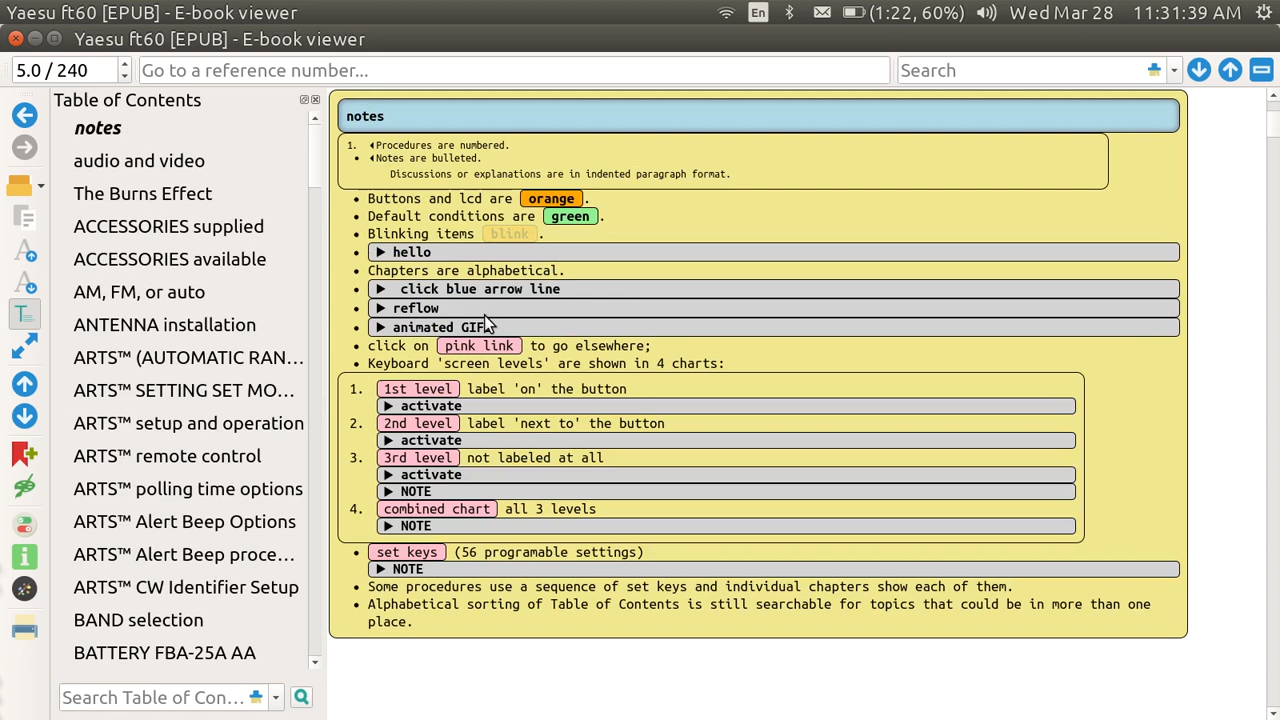 Yaesu ft60 [EPUB] - E-book viewer
En
(1:22, 60%)
Wed Mar 28
11:31:39 AM
Yaesu ft60 [EPUB] - E-book viewer
5.0 / 240
Go to a reference number...
Search
Table of Contents
notes
audio and video
The Burns Effect
ACCESSORIES supplied
ACCESSORIES available
AM, FM, or auto
ANTENNA installation
ARTS™ (AUTOMATIC RAN...
ARTS™ SETTING SET MO...
ARTS™ setup and operation
ARTS™ remote control
ARTS™ polling time options
ARTS™ Alert Beep Options
ARTS™ Alert Beep proce...
ARTS™ CW Identifier Setup
BAND selection
BATTERY FBA-25A AA
Search Table of Con...
notes
1. Procedures are numbered.
• Notes are bulleted.
Discussions or explanations are in indented paragraph format.
• Buttons and lcd are orange.
• Default conditions are green.
• Blinking items blink.
• ▶ hello
• Chapters are alphabetical.
• ▶ click blue arrow line
• ▶ reflow
• ▶ animated GIF
• click on pink link to go elsewhere;
• Keyboard 'screen levels' are shown in 4 charts:
1. 1st level label 'on' the button
▶ activate
2. 2nd level label 'next to' the button
▶ activate
3. 3rd level not labeled at all
▶ activate
▶ NOTE
4. combined chart all 3 levels
▶ NOTE
• set keys (56 programable settings)
▶ NOTE
• Some procedures use a sequence of set keys and individual chapters show each of them.
• Alphabetical sorting of Table of Contents is still searchable for topics that could be in more than one
place.